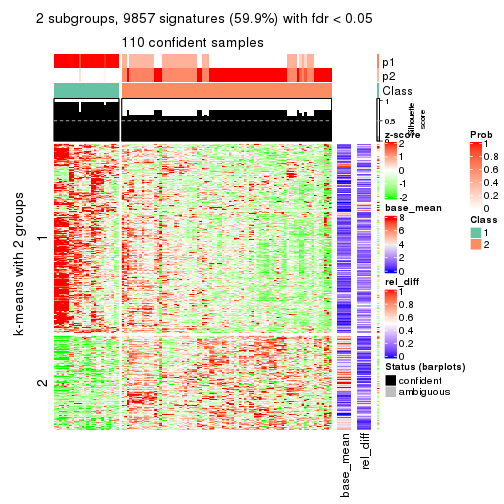 2 subgroups, 9857 signatures (59.9%) with fdr < 0.05
110 confident samples
p1
p2
Class
1
0.5
0
Silhouette
score
k-means with 2 groups
1
2
base_mean
rel_diff
z-score
2
1
0
-1
-2
base_mean
8
6
4
2
0
rel_diff
1
0.8
0.6
0.4
0.2
0
Prob
1
0.8
0.6
0.4
0.2
0
Class
1
2
Status (barplots)
confident
ambiguous